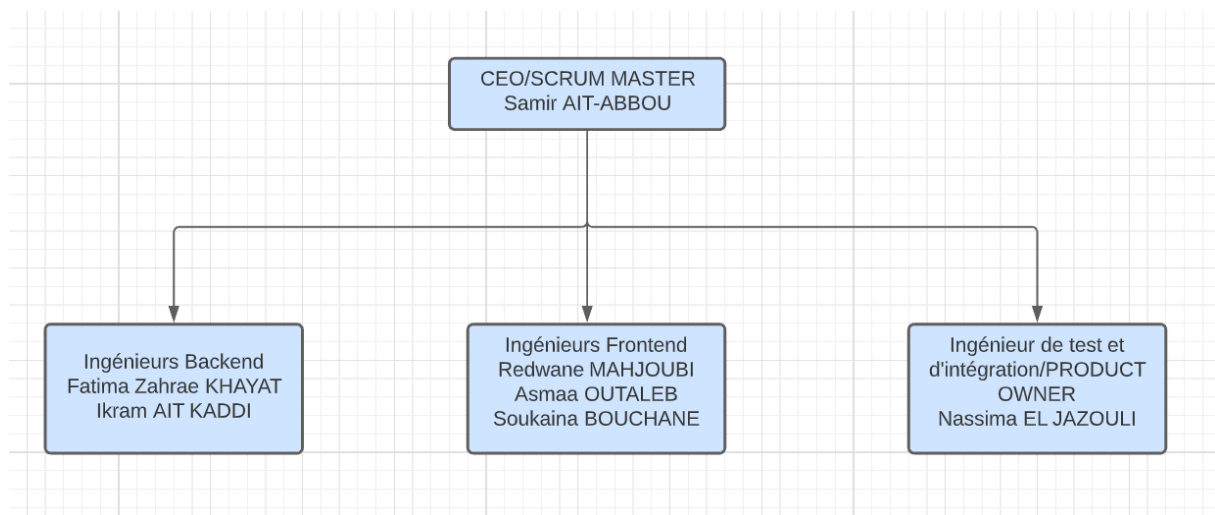 CEO/SCRUM MASTER
Samir AIT-ABBOU
Ingénieurs Backend
Fatima Zahrae KHAYAT
Ikram AIT KADDI
Ingénieurs Frontend
Redwane MAHJOUBI
Asmaa OUTALEB
Soukaina BOUCHANE
Ingénieur de test et
d'intégration/PRODUCT
OWNER
Nassima EL JAZOULI